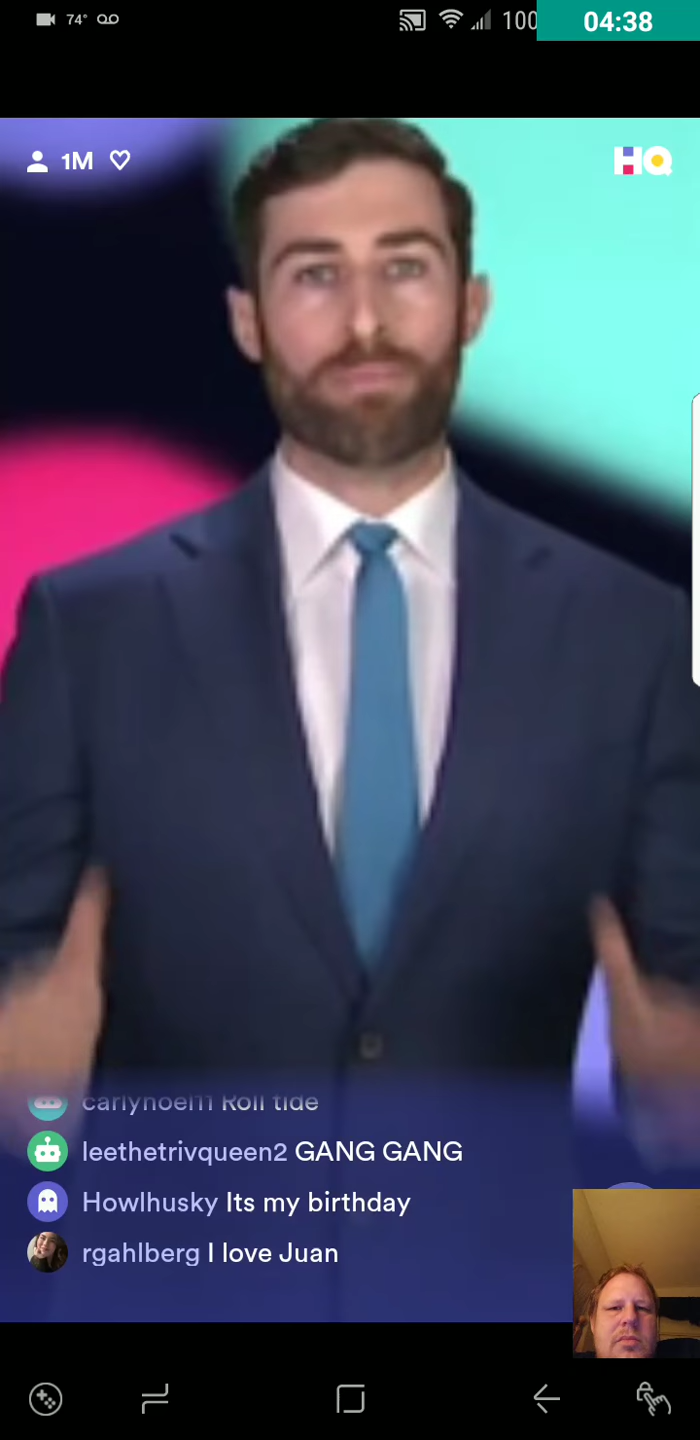 74° 100 04:38
1M HQ
carlynoel11 Roll tide
leethetrivqueen2 GANG GANG
Howlhusky Its my birthday
rgahlberg I love Juan